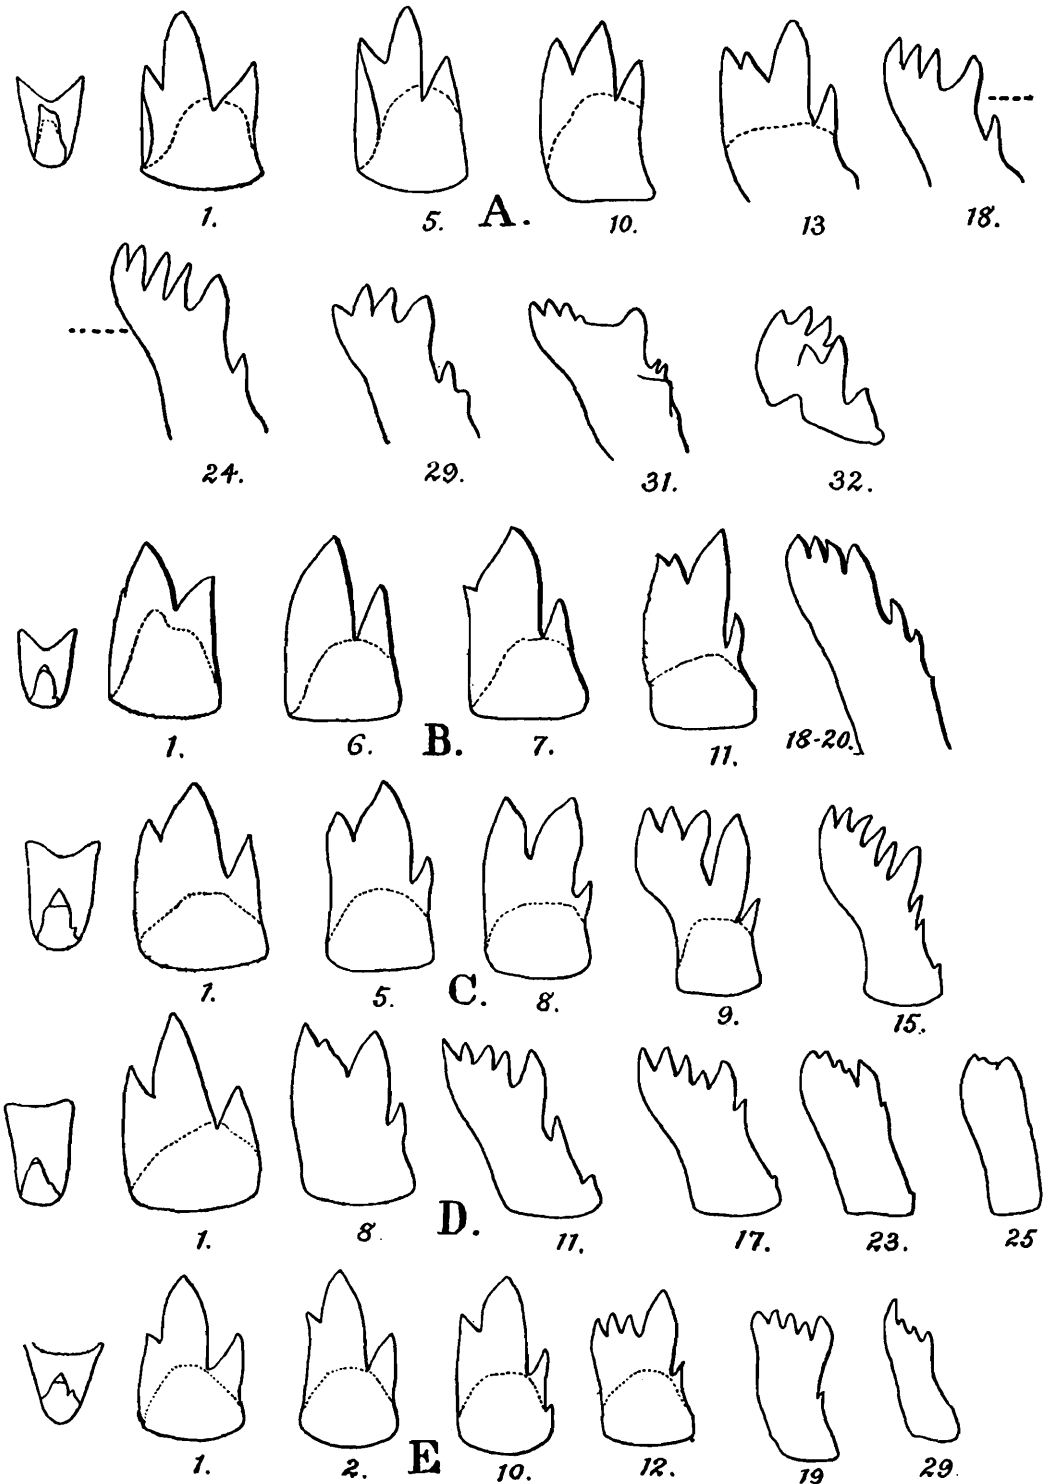 1. 5. A. 10. 13 18.
24. 29. 31. 32.
1. 6. B. 7. 11. 18-20.
1. 5. C. 8. 9. 15.
1. 8. D. 11. 17. 23. 25
1. 2. E 10. 12. 19 29.